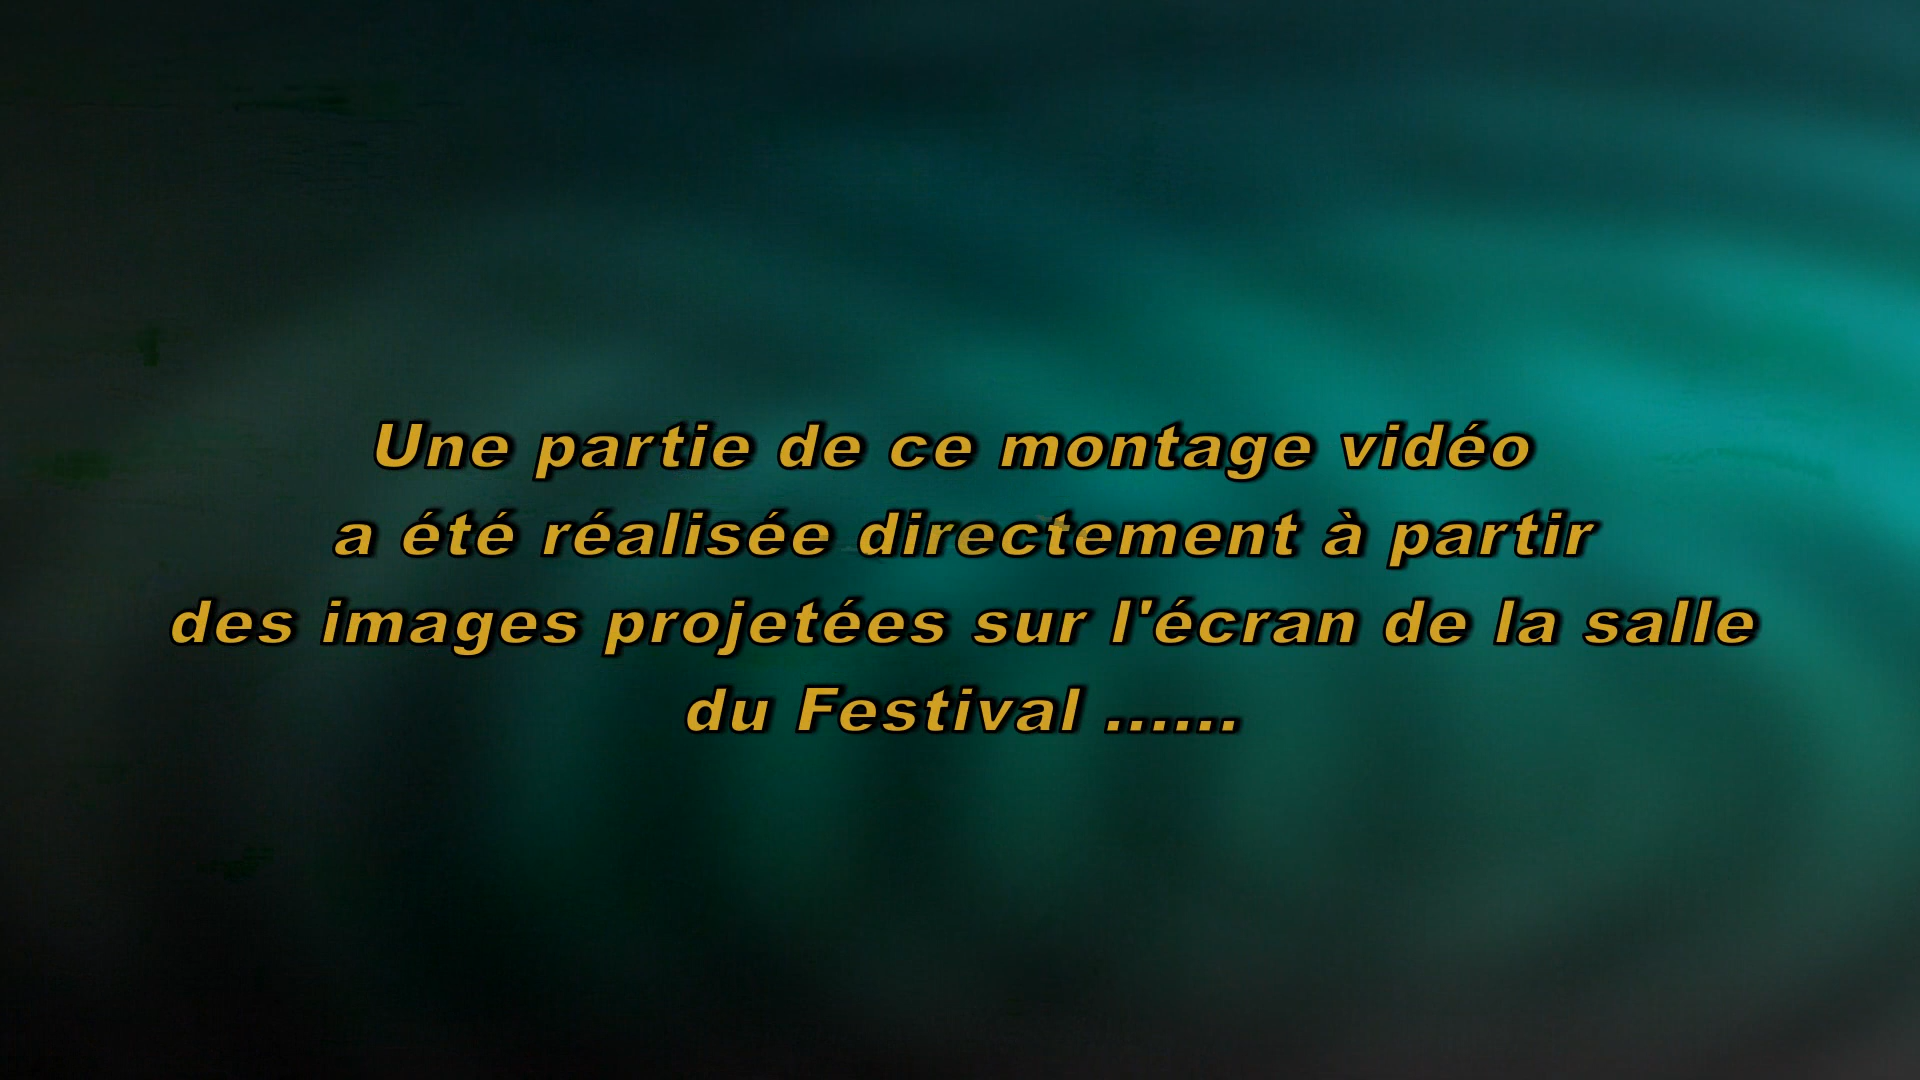 Une partie de ce montage vidéo
a été réalisée directement à partir
des images projetées sur l'écran de la salle
du Festival ......